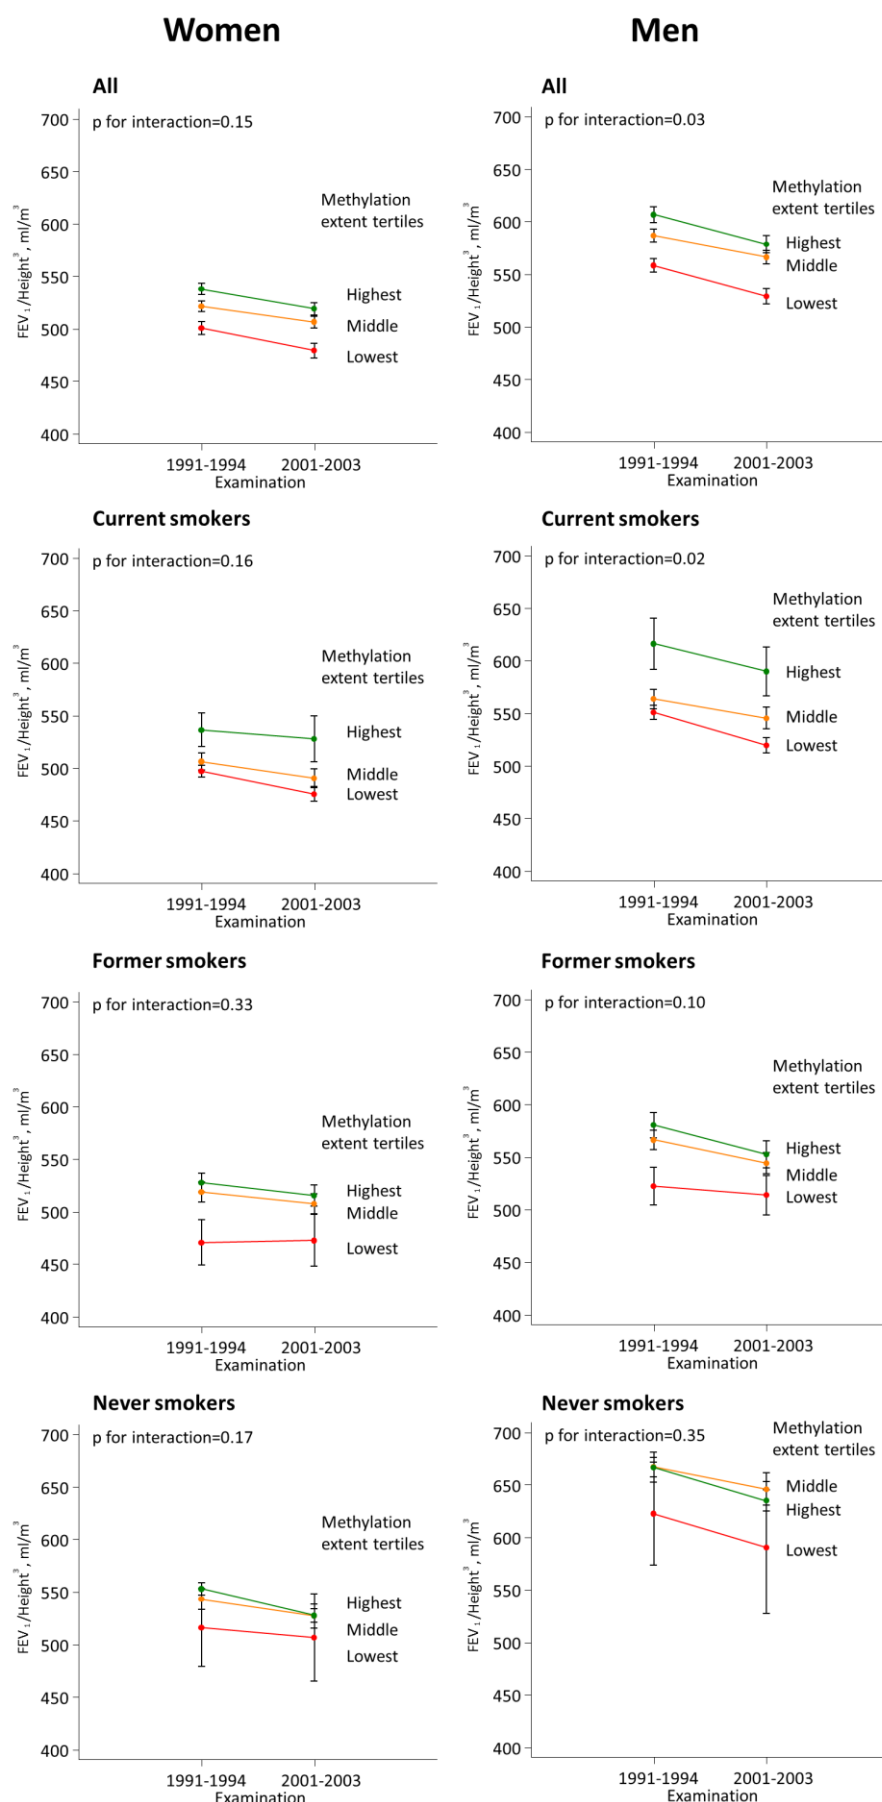 Women
All
p for interaction=0.15
700
650
600
550
500
450
400
FEV₁/Height³, ml/m³
Methylation
extent tertiles
Highest
Middle
Lowest
1991-1994 2001-2003
Examination
Men
All
p for interaction=0.03
700
650
600
550
500
450
400
FEV₁/Height³, ml/m³
Methylation
extent tertiles
Highest
Middle
Lowest
1991-1994 2001-2003
Examination
Current smokers
p for interaction=0.16
700
650
600
550
500
450
400
FEV₁/Height³, ml/m³
Methylation
extent tertiles
Highest
Middle
Lowest
1991-1994 2001-2003
Examination
Current smokers
p for interaction=0.02
700
650
600
550
500
450
400
FEV₁/Height³, ml/m³
Methylation
extent tertiles
Highest
Middle
Lowest
1991-1994 2001-2003
Examination
Former smokers
p for interaction=0.33
700
650
600
550
500
450
400
FEV₁/Height³, ml/m³
Methylation
extent tertiles
Highest
Middle
Lowest
1991-1994 2001-2003
Examination
Former smokers
p for interaction=0.10
700
650
600
550
500
450
400
FEV₁/Height³, ml/m³
Methylation
extent tertiles
Highest
Middle
Lowest
1991-1994 2001-2003
Examination
Never smokers
p for interaction=0.17
700
650
600
550
500
450
400
FEV₁/Height³, ml/m³
Methylation
extent tertiles
Highest
Middle
Lowest
1991-1994 2001-2003
Examination
Never smokers
p for interaction=0.35
700
650
600
550
500
450
400
FEV₁/Height³, ml/m³
Methylation
extent tertiles
Middle
Highest
Lowest
1991-1994 2001-2003
Examination